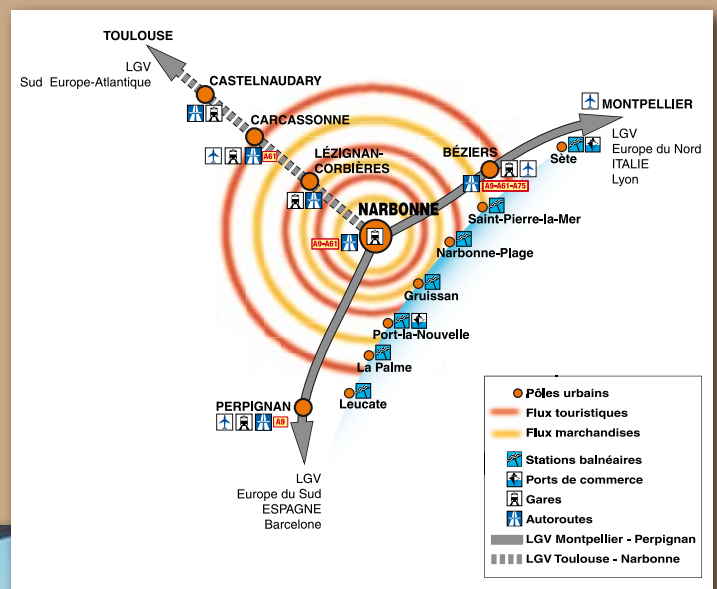 TOULOUSE
LGV
Sud Europe-Atlantique
CASTELNAUDARY
CARCASSONNE
A61
LÉZIGNAN-
CORBIÈRES
MONTPELLIER
LGV
Europe du Nord
ITALIE
Lyon
Sète
BÉZIERS
A9-A61-A75
Saint-Pierre-la-Mer
NARBONNE
A9-A61
Narbonne-Plage
Gruissan
Port-la-Nouvelle
La Palme
Leucate
PERPIGNAN
A9
LGV
Europe du Sud
ESPAGNE
Barcelone
Pôles urbains
Flux touristiques
Flux marchandises
Stations balnéaires
Ports de commerce
Gares
Autoroutes
LGV Montpellier - Perpignan
LGV Toulouse - Narbonne